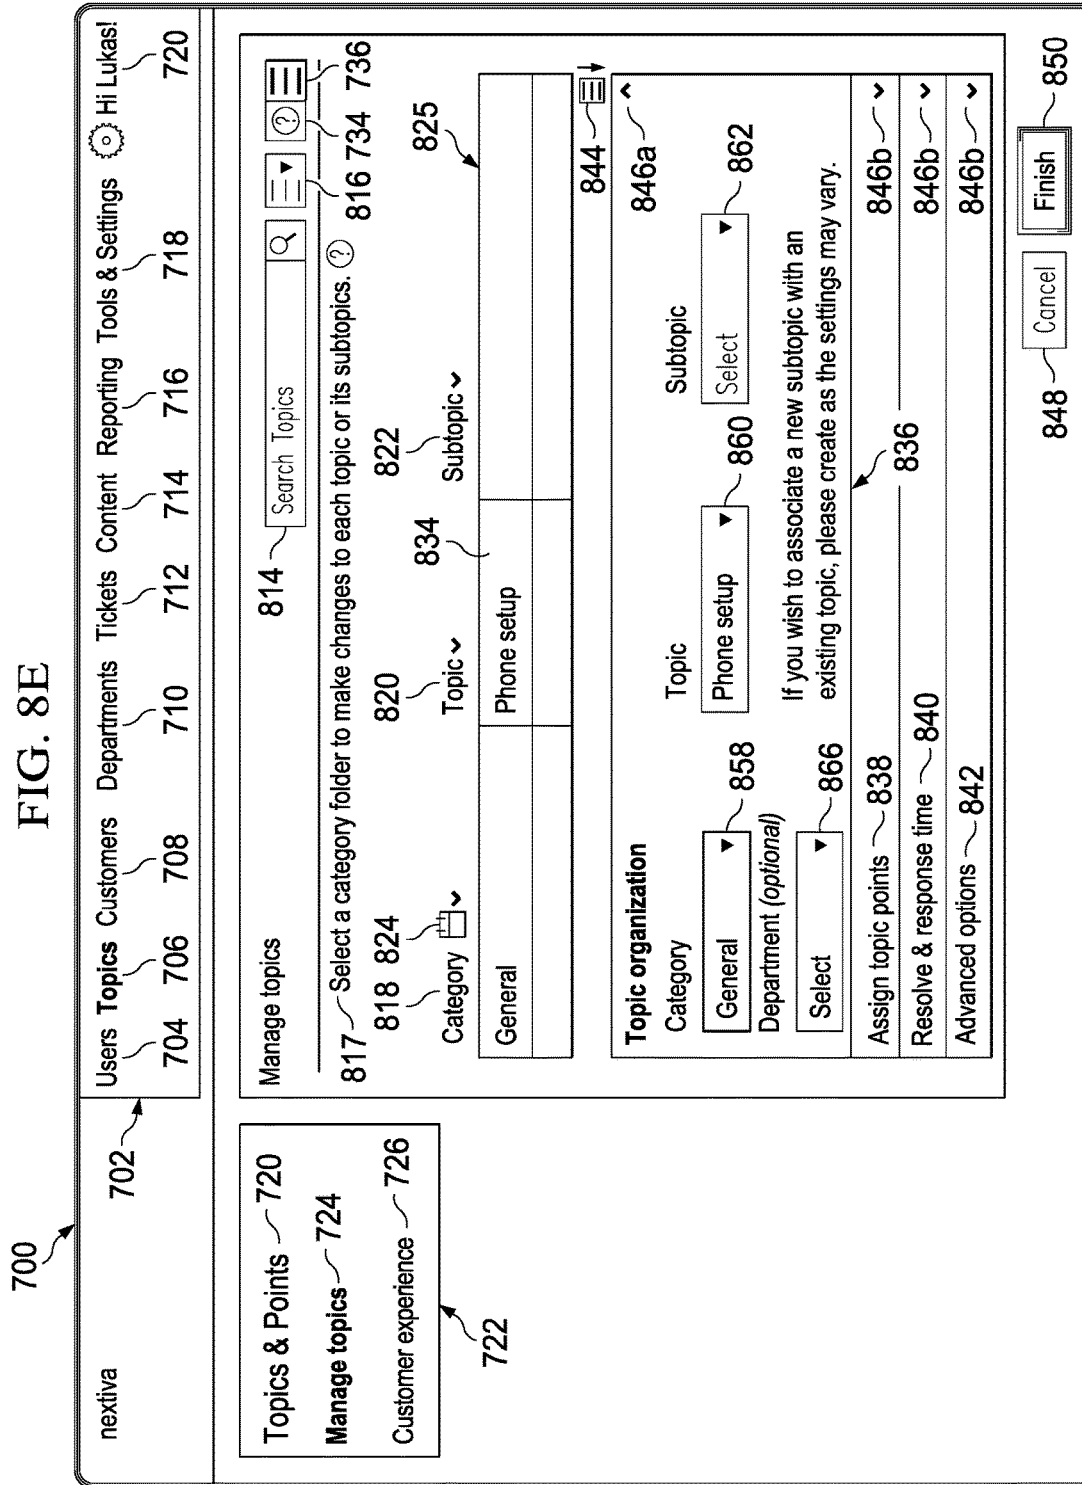 FIG. 8E
700
nextiva
702
Users Topics Customers Departments Tickets Content Reporting Tools & Settings Hi Lukas!
704 706 708 710 712 714 716 718 720
Topics & Points 720
Manage topics 724
Customer experience 726
722
Manage topics
814 Search Topics
816 734 736
817 Select a category folder to make changes to each topic or its subtopics. ?
818 824 820 822
Category Topic Subtopic
834 825
General Phone setup
844
Topic organization 846a
Category Topic Subtopic
General 858 Phone setup 860 Select 862
Department (optional)
Select 866
If you wish to associate a new subtopic with an
existing topic, please create as the settings may vary.
836
Assign topic points 838 846b
Resolve & response time 840 846b
Advanced options 842 846b
848 Cancel Finish 850